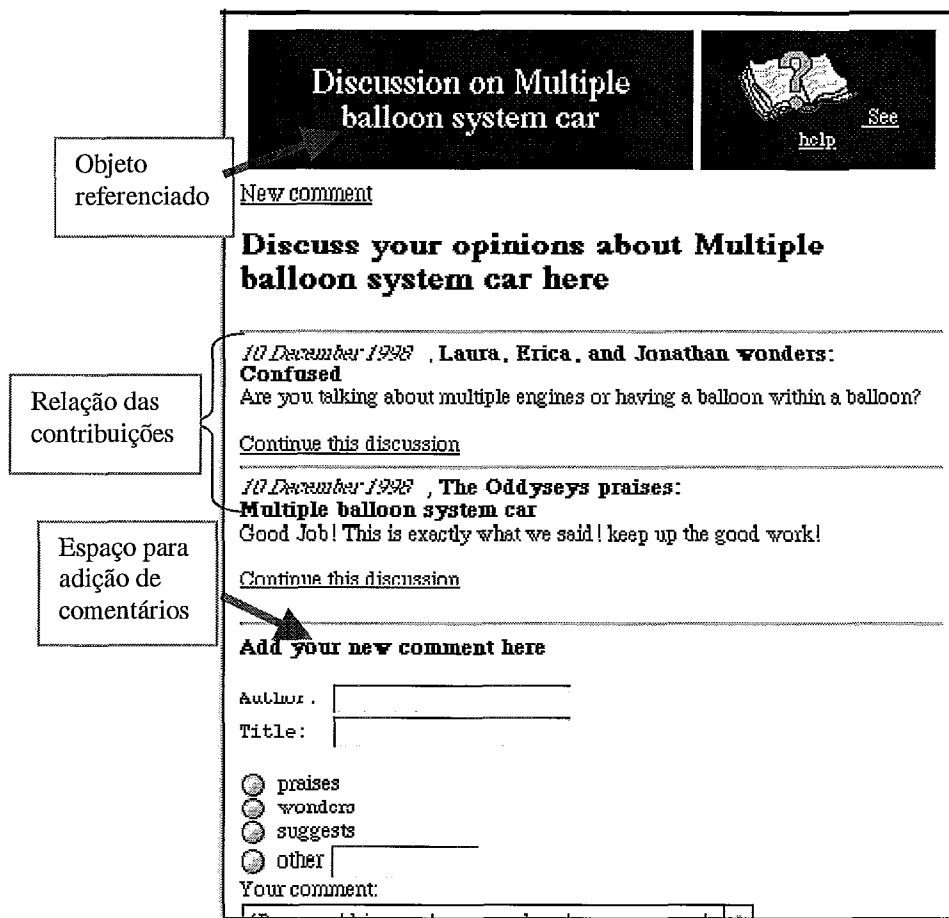 Discussion on Multiple
balloon system car
See
help
Objeto
referenciado
New comment
Discuss your opinions about Multiple
balloon system car here
10 December 1998 , Laura, Erica, and Jonathan wonders:
Confused
Are you talking about multiple engines or having a balloon within a balloon?
Relação das
contribuições
Continue this discussion
10 December 1998 , The Oddyseys praises:
Multiple balloon system car
Good Job! This is exactly what we said! keep up the good work!
Espaço para
adição de
comentários
Continue this discussion
Add your new comment here
Author:
Title:
praises
wonders
suggests
other
Your comment: